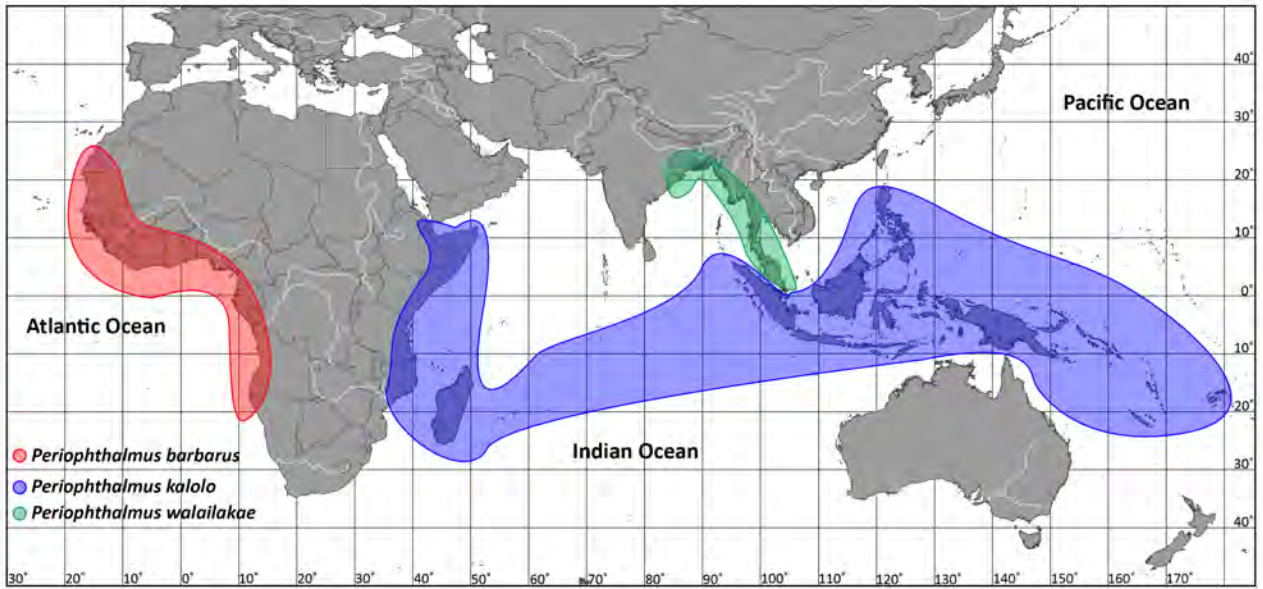 40°
Pacific Ocean
30°
20°
10°
0°
Atlantic Ocean
10°
20°
Indian Ocean
Periophthalmus barbarus
30°
Periophthalmus kalolo
Periophthalmus walailakae
40°
30° 20° 10° 0° 10° 20° 30° 40° 50° 60° 70° 80° 90° 100° 110° 120° 130° 140° 150° 160° 170°